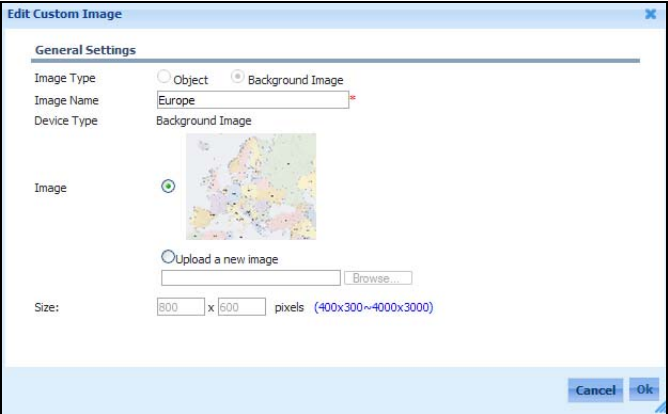 Edit Custom Image
General Settings
Image Type Object Background Image
Image Name Europe *
Device Type Background Image
Image
Upload a new image
Browse...
Size: 800 x 600 pixels (400x300~4000x3000)
Cancel Ok